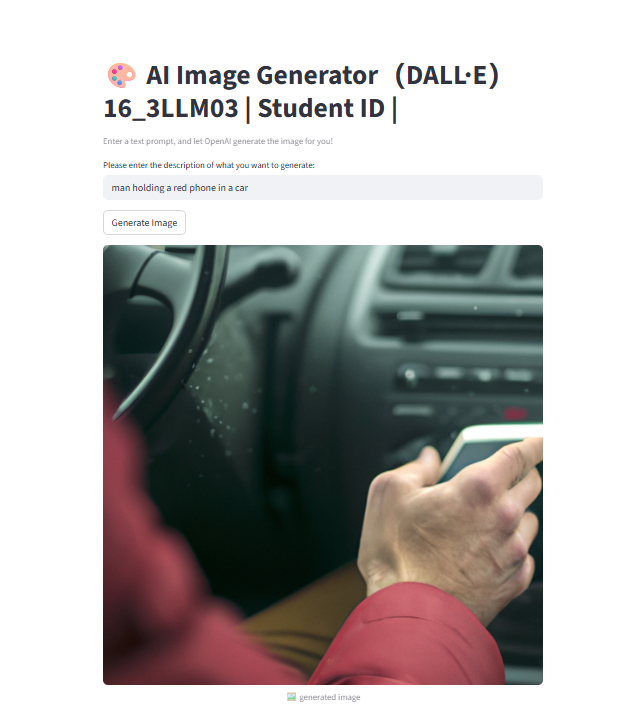 🎨 AI Image Generator（DALL·E）
16_3LLM03 | Student ID |
Enter a text prompt, and let OpenAI generate the image for you!
Please enter the description of what you want to generate:
man holding a red phone in a car
Generate Image
generated image